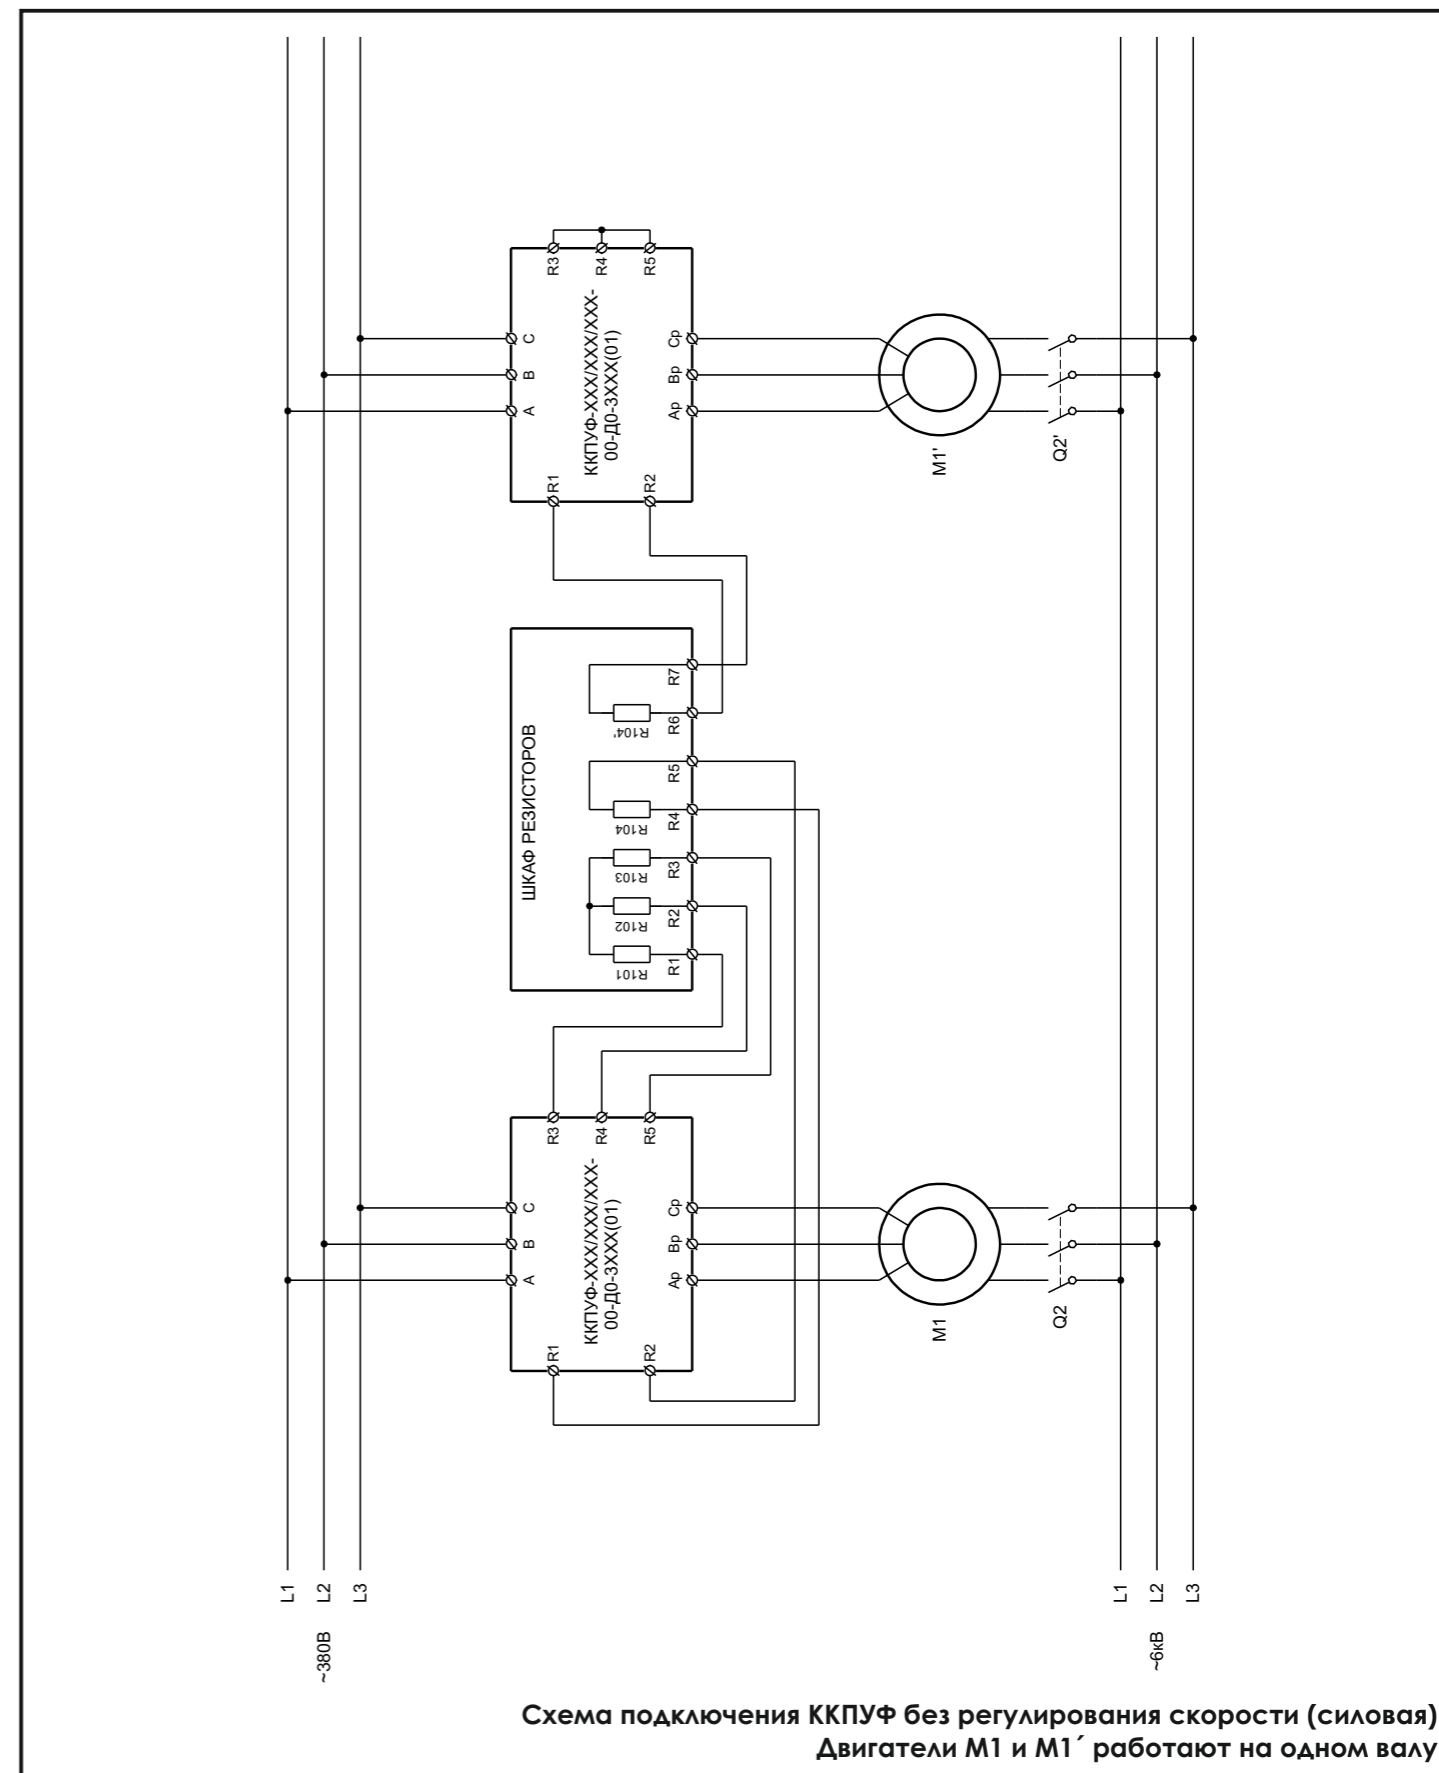 R3
R4
R5
C
B
A
Cp
Bp
Ap
ККПУФ-XXX/XXX/XXX-
00-Д0-3XXX(01)
R1
R2
M1'
Q2'
ШКАФ РЕЗИСТОРОВ
R7
R104'
R6
R5
R104
R4
R103
R3
R102
R2
R101
R1
R3
R4
R5
C
B
A
Cp
Bp
Ap
ККПУФ-XXX/XXX/XXX-
00-Д0-3XXX(01)
R1
R2
M1
Q2
L1
L2
L3
~380В
L1
L2
L3
~6кВ
Схема подключения ККПУФ без регулирования скорости (силовая)
Двигатели М1 и М1´ работают на одном валу